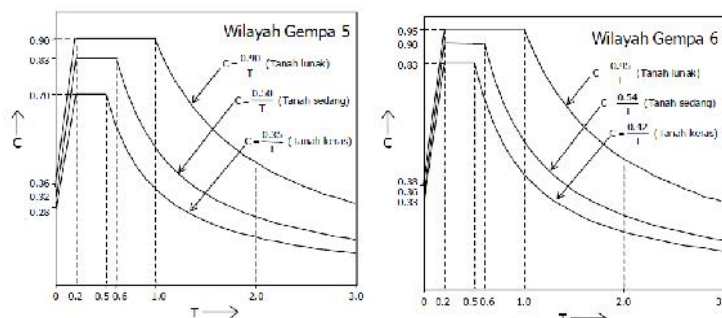 Wilayah Gempa 5
0.90
0.83
0.70
C = 0.90/T (Tanah lunak)
C = 0.50/T (Tanah sedang)
C = 0.35/T (Tanah keras)
C
0.36
0.32
0.28
0 0.2 0.5 0.6 1.0 2.0 3.0
T
Wilayah Gempa 6
0.95
0.90
0.83
C = 0.95/T (Tanah lunak)
C = 0.54/T (Tanah sedang)
C = 0.42/T (Tanah keras)
C
0.38
0.36
0.33
0 0.2 0.5 0.6 1.0 2.0 3.0
T